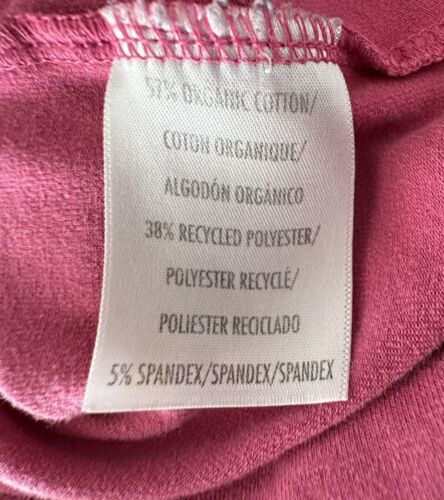 57% ORGANIC COTTON/
COTON ORGANIQUE/
ALGODÓN ORGÁNICO
38% RECYCLED POLYESTER/
POLYESTER RECYCLÉ/
POLIESTER RECICLADO
5% SPANDEX/SPANDEX/SPANDEX